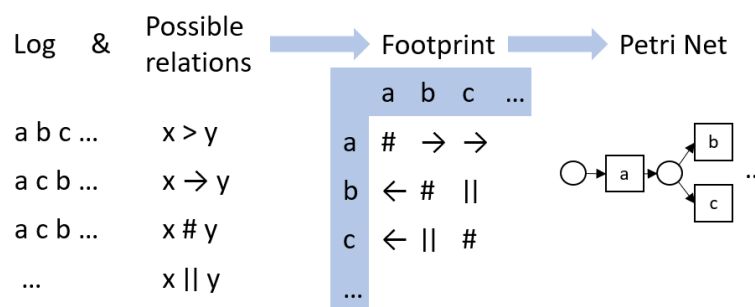 Log & Possible relations Footprint Petri Net
a b c ... x > y
a c b ... x → y
a c b ... x # y
... x || y
a b c ...
a # → →
b ← # ||
c ← || #
...
a
b
c
..